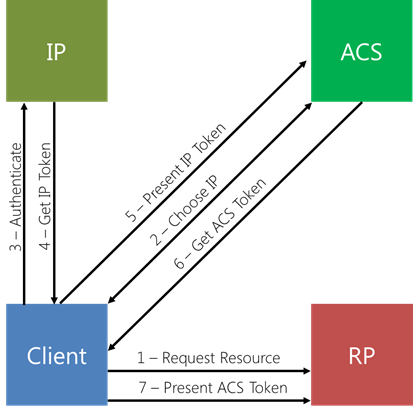 IP
ACS
3 – Authenticate
4 – Get IP Token
5 – Present IP Token
2 – Choose IP
6 – Get ACS Token
Client
1 – Request Resource
7 – Present ACS Token
RP